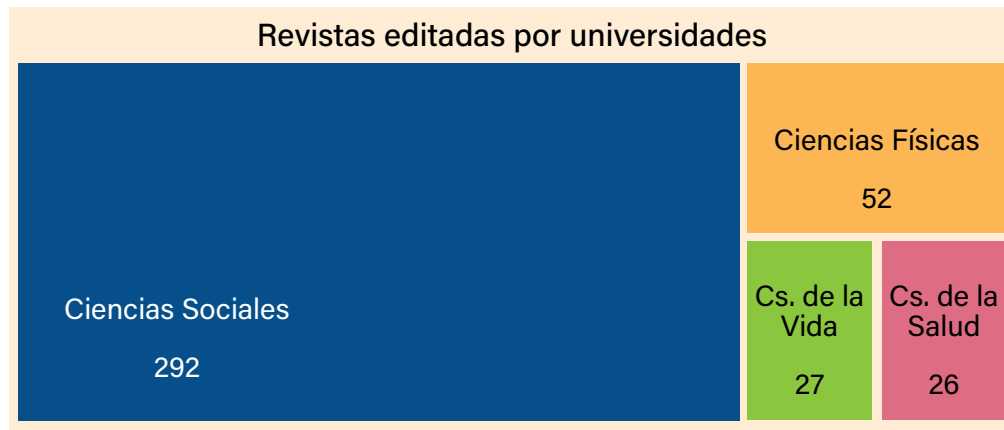 Revistas editadas por universidades
Ciencias Sociales
292
Ciencias Físicas
52
Cs. de la
Vida
27
Cs. de la
Salud
26